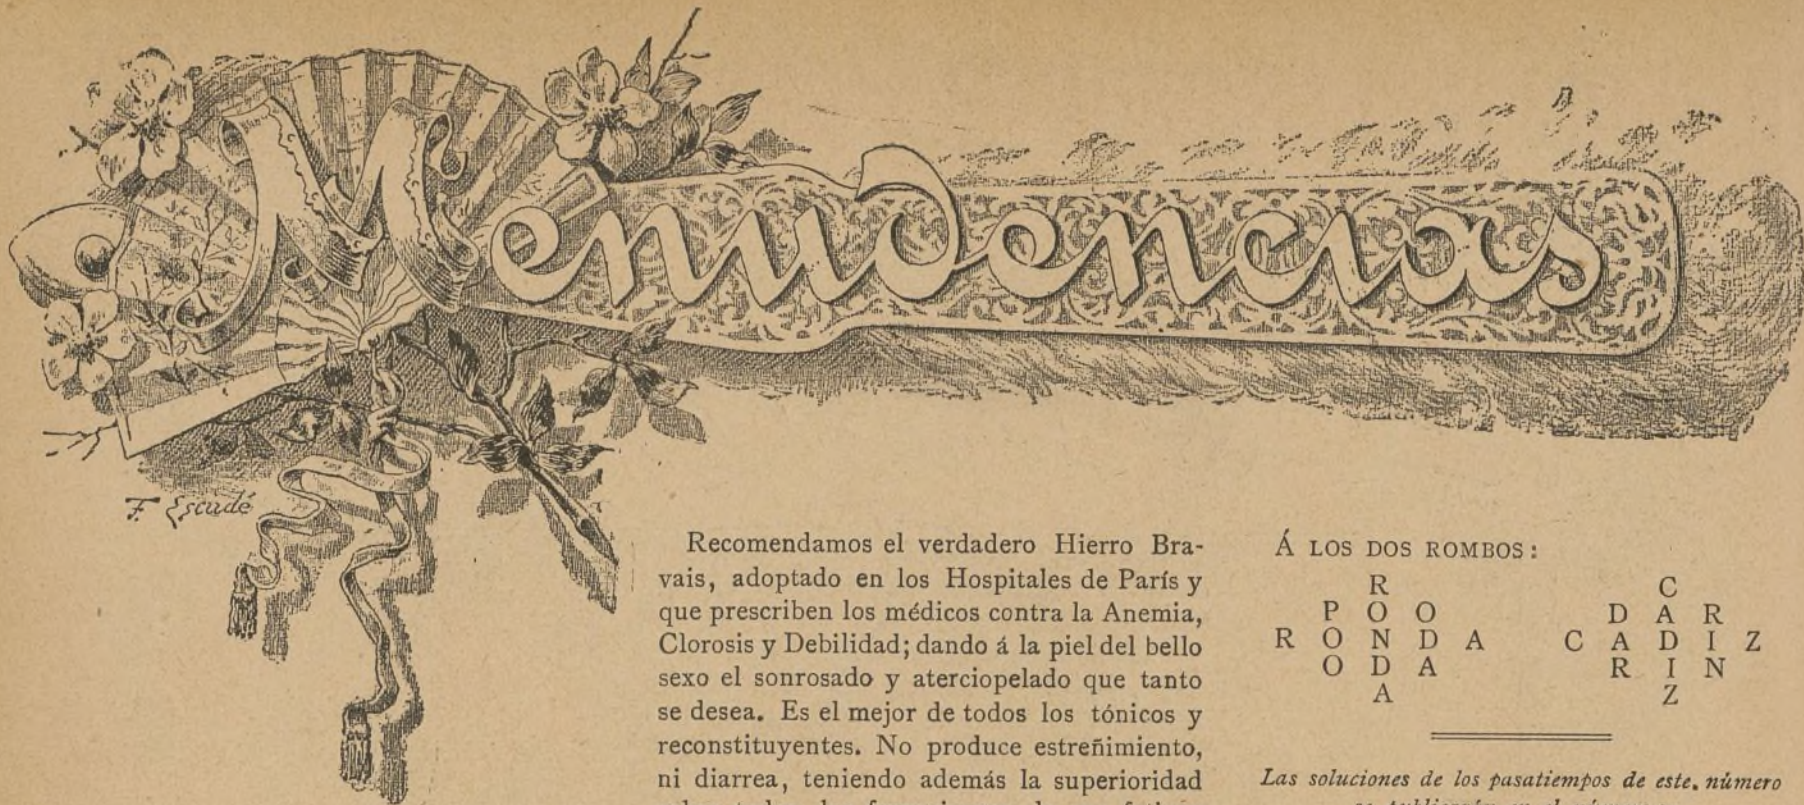 Menudencias
F. Escudé
Recomendamos el verdadero Hierro Bra-
vais, adoptado en los Hospitales de París y
que prescriben los médicos contra la Anemia,
Clorosis y Debilidad; dando á la piel del bello
sexo el sonrosado y aterciopelado que tanto
se desea. Es el mejor de todos los tónicos y
reconstituyentes. No produce estreñimiento,
ni diarrea, teniendo además la superioridad
Á LOS DOS ROMBOS:
R C
P O O D A R
R O N D A C A D I Z
O D A R I N
A Z
Las soluciones de los pasatiempos de este. número